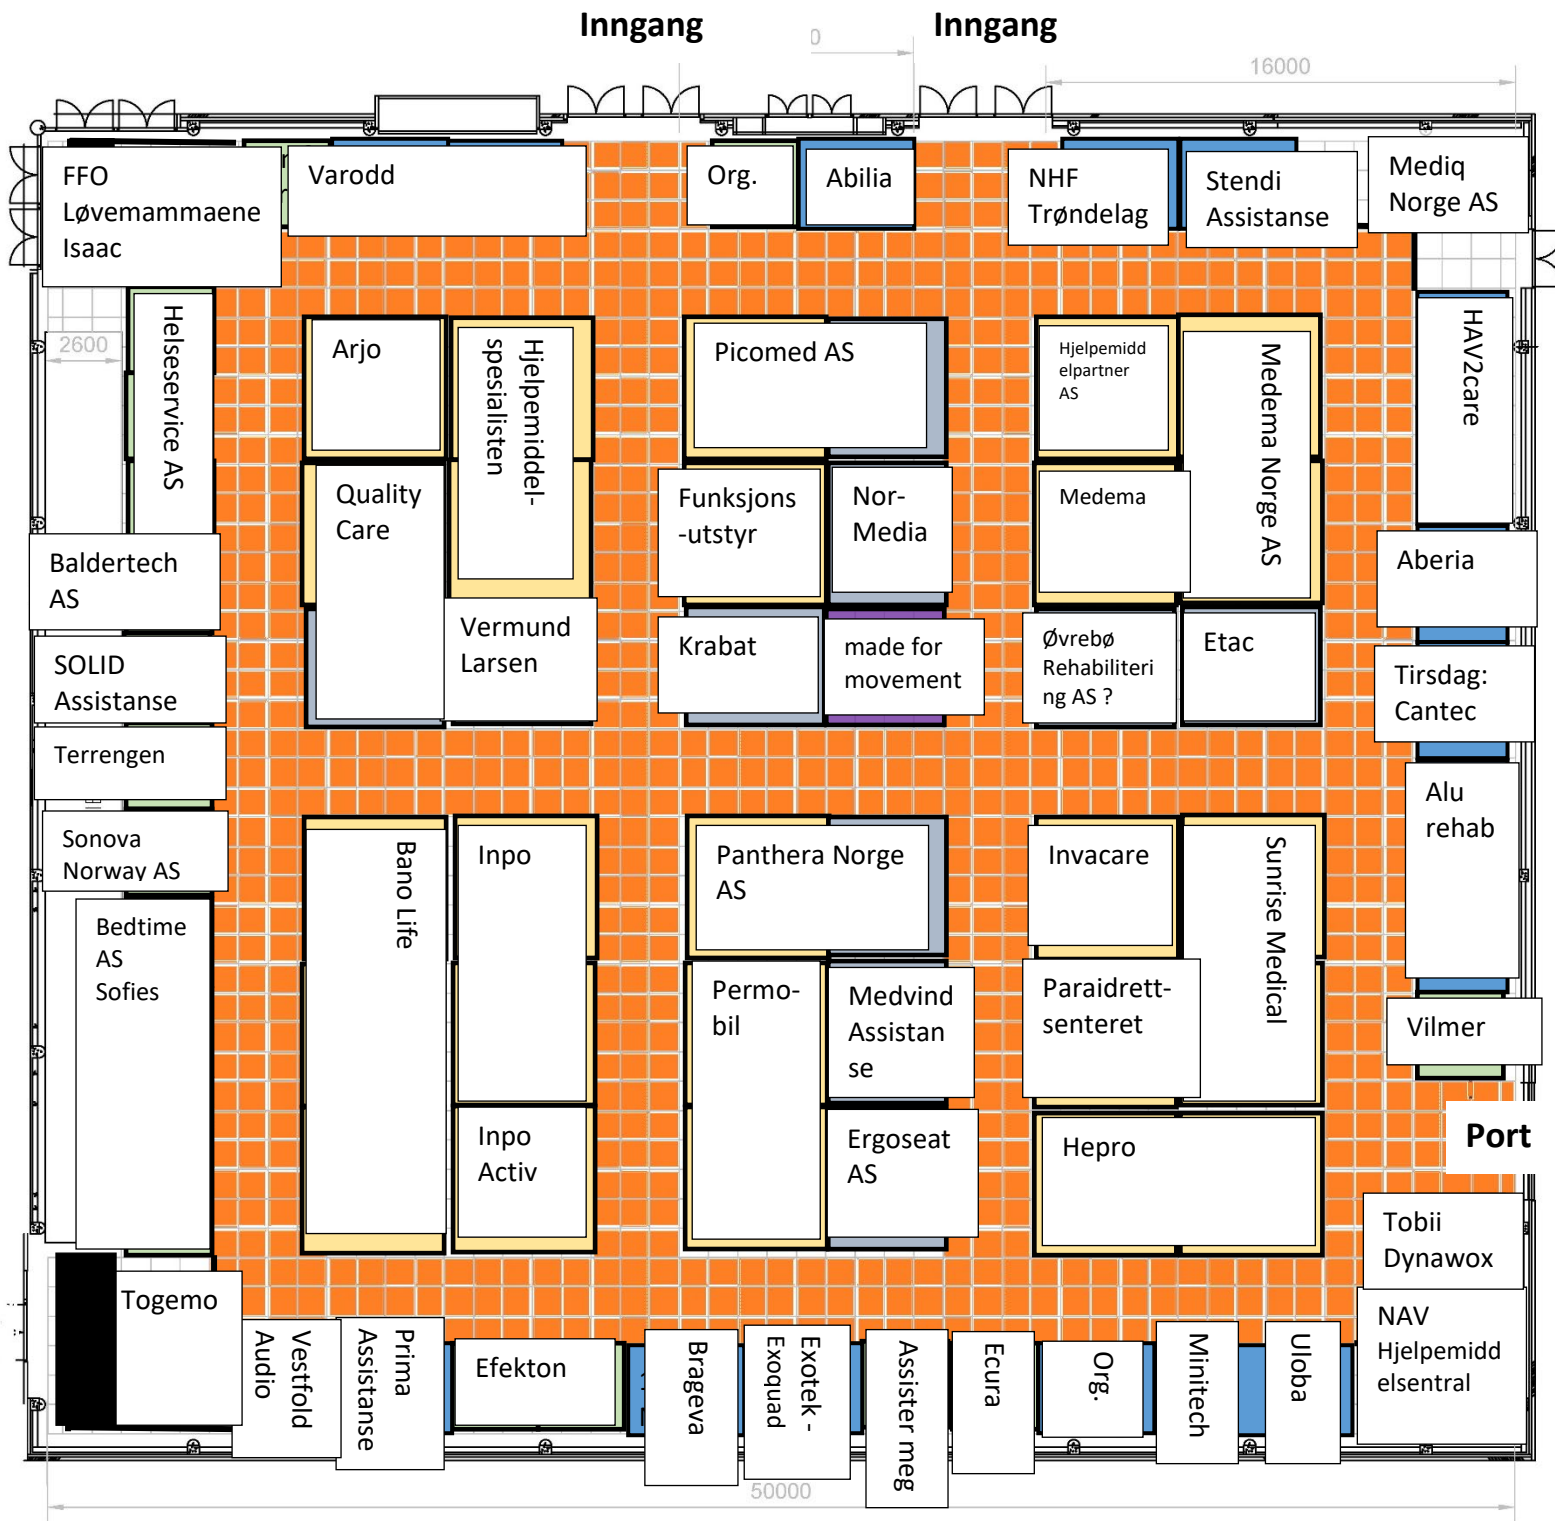 Inngang
Inngang
0
16000
FFO
Løvemammaene
Isaac
Varodd
Org.
Abilia
NHF
Trøndelag
Stendi
Assistanse
Mediq
Norge AS
2600
Helseservice AS
Arjo
Hjelpemiddel-
spesialisten
Picomed AS
Hjelpemidd
elpartner
AS
Medema Norge AS
HAV2care
Quality
Care
Funksjons
-utstyr
Nor-
Media
Medema
Baldertech
AS
Aberia
SOLID
Assistanse
Vermund
Larsen
Krabat
made for
movement
Øvrebø
Rehabiliteri
ng AS ?
Etac
Tirsdag:
Cantec
Terrengen
Alu
rehab
Sonova
Norway AS
Bano Life
Inpo
Panthera Norge
AS
Invacare
Sunrise Medical
Bedtime
AS
Sofies
Permo-
bil
Medvind
Assistan
se
Paraidrett-
senteret
Vilmer
Inpo
Activ
Ergoseat
AS
Hepro
Port
Tobii
Dynawox
Togemo
Vestfold
Audio
Prima
Assistanse
Efekton
Brageva
Exotek -
Exoquad
Assister meg
Ecura
Org.
Minitech
Uloba
NAV
Hjelpemidd
elsentral
50000